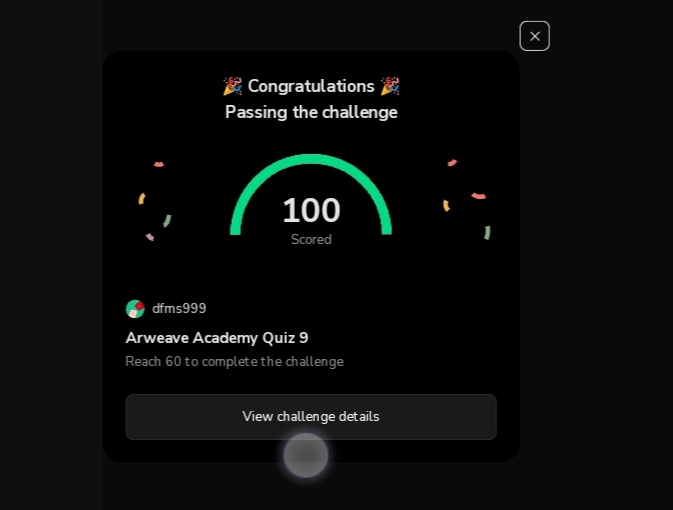 🎉 Congratulations 🎉
Passing the challenge
100
Scored
dfms999
Arweave Academy Quiz 9
Reach 60 to complete the challenge
View challenge details